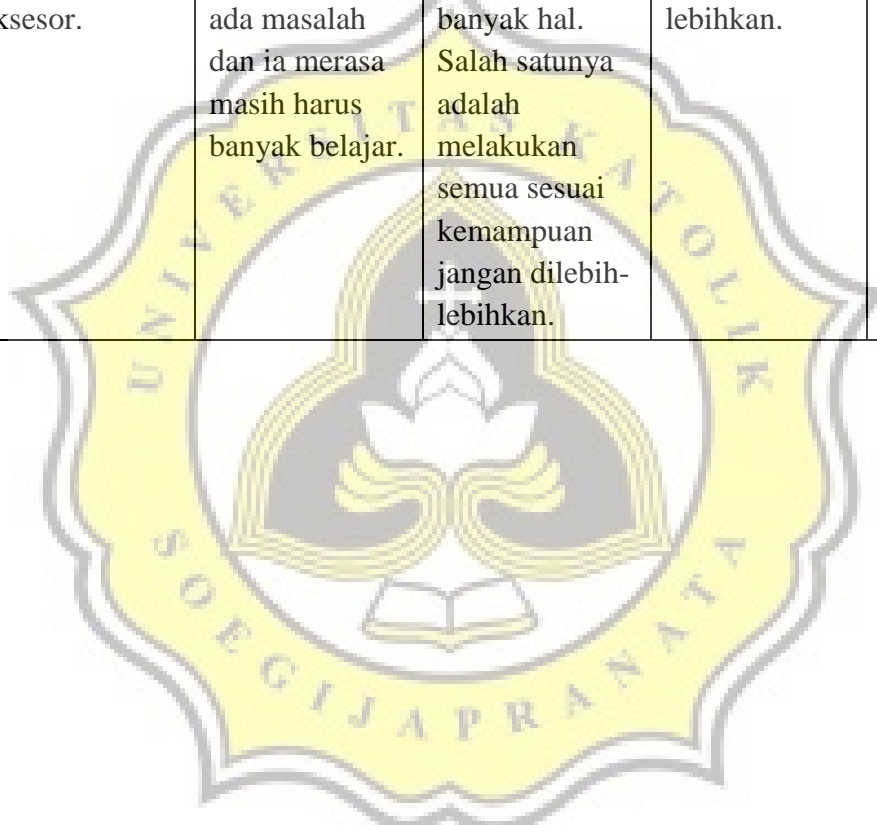 ksesor.
ada masalah
dan ia merasa
masih harus
banyak belajar.
banyak hal.
Salah satunya
adalah
melakukan
semua sesuai
kemampuan
jangan dilebih-
lebihkan.
lebihkan.
UNIVERSITAS KATOLIK
SOEGIJAPRANATA